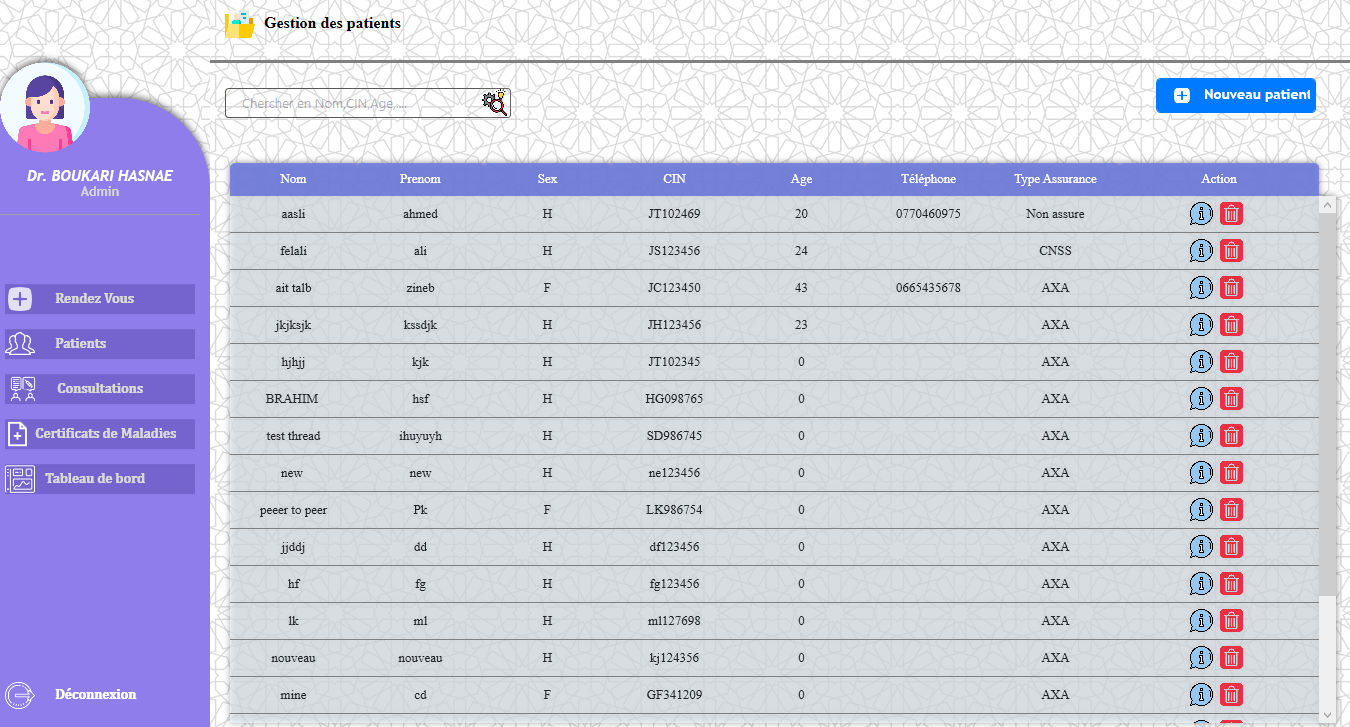 Gestion des patients
Chercher en Nom,CIN,Age,....
Nouveau patient
Dr. BOUKARI HASNAE
Admin
Rendez Vous
Patients
Consultations
Certificats de Maladies
Tableau de bord
Déconnexion
Nom Prenom Sex CIN Age Téléphone Type Assurance Action
aasli ahmed H JT102469 20 0770460975 Non assure
felali ali H JS123456 24 CNSS
ait talb zineb F JC123450 43 0665435678 AXA
jkjksjk kssdjk H JH123456 23 AXA
hjhjj kjk H JT102345 0 AXA
BRAHIM hsf H HG098765 0 AXA
test thread ihuyuyh H SD986745 0 AXA
new new H ne123456 0 AXA
peeer to peer Pk F LK986754 0 AXA
jjddj dd H df123456 0 AXA
hf fg H fg123456 0 AXA
lk ml H ml127698 0 AXA
nouveau nouveau H kj124356 0 AXA
mine cd F GF341209 0 AXA